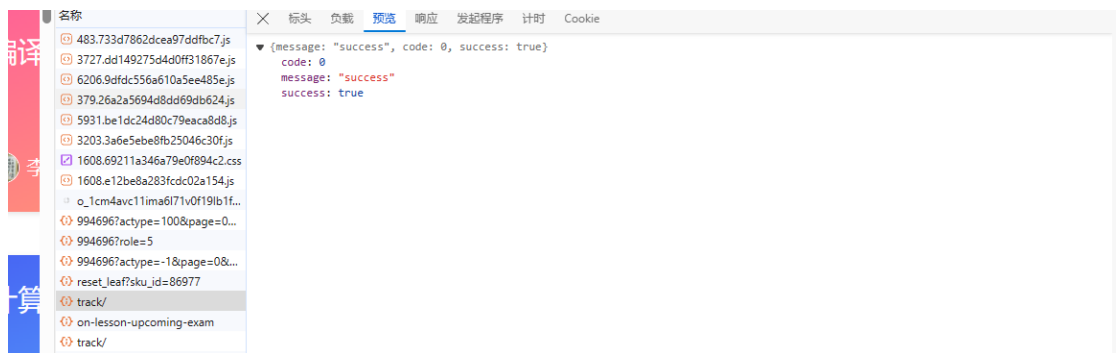 名称
标头 负载 预览 响应 发起程序 计时 Cookie
483.733d7862dcea97ddfbc7.js
3727.dd149275d4d0ff31867e.js
6206.9dfdc556a610a5ee485e.js
379.26a2a5694d8dd69db624.js
5931.be1dc24d80c79eaca8d8.js
3203.3a6e5ebe8fb25046c30f.js
1608.69211a346a79e0f894c2.css
1608.e12be8a283fcdc02a154.js
o_1cm4avc11ima6l71v0f19lb1f...
994696?actype=100&page=0...
994696?role=5
994696?actype=-1&page=0&...
reset_leaf?sku_id=86977
track/
on-lesson-upcoming-exam
track/
{message: "success", code: 0, success: true}
code: 0
message: "success"
success: true
编译
李
计算